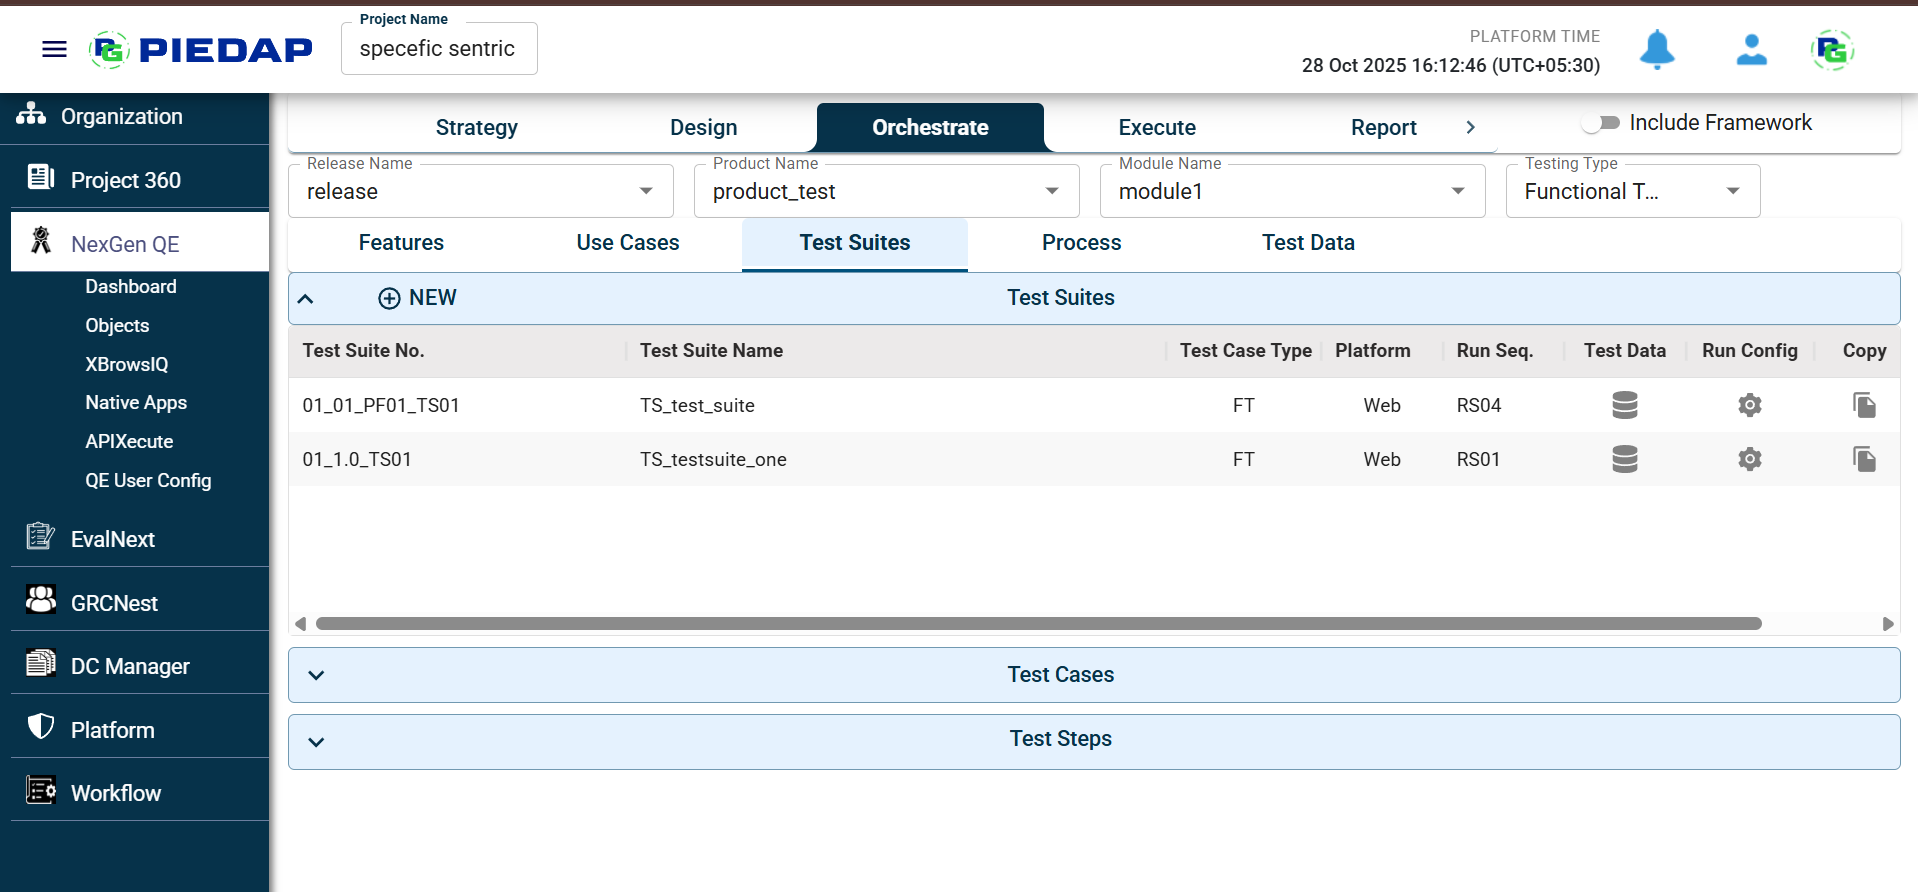 Project Name
PIEDAP
specefic sentric
PLATFORM TIME
28 Oct 2025 16:12:46 (UTC+05:30)
Organization
Project 360
NexGen QE
Dashboard
Objects
XBrowsIQ
Native Apps
APIXecute
QE User Config
EvalNext
GRCNest
DC Manager
Platform
Workflow
Strategy Design Orchestrate Execute Report Include Framework
Release Name Product Name Module Name Testing Type
release product_test module1 Functional T...
Features Use Cases Test Suites Process Test Data
NEW Test Suites
Test Suite No. Test Suite Name Test Case Type Platform Run Seq. Test Data Run Config Copy
01_01_PF01_TS01 TS_test_suite FT Web RS04
01_1.0_TS01 TS_testsuite_one FT Web RS01
Test Cases
Test Steps